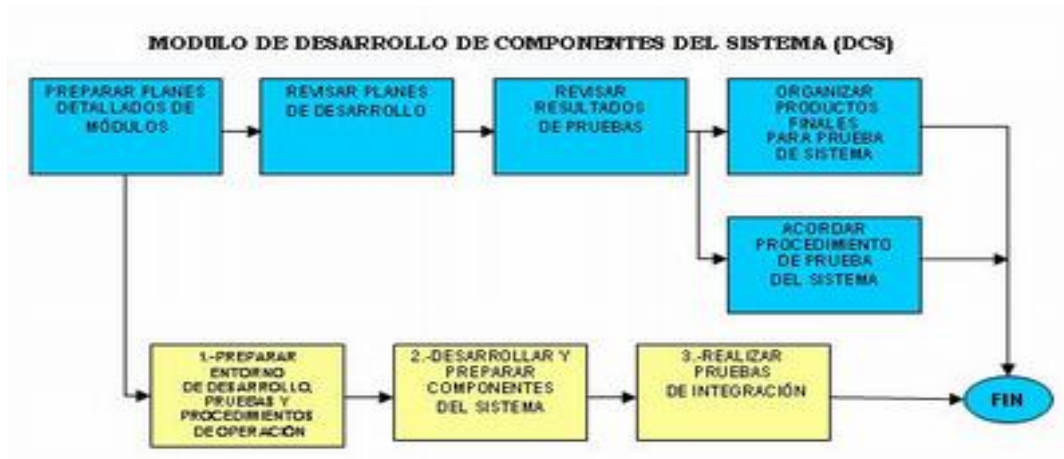 MODULO DE DESARROLLO DE COMPONENTES DEL SISTEMA (DCS)
PREPARAR PLANES
DETALLADOS DE
MÓDULOS
REVISAR PLANES
DE DESARROLLO
REVISAR
RESULTADOS
DE PRUEBAS
ORGANIZAR
PRODUCTOS
FINALES
PARA PRUEBA
DE SISTEMA
ACORDAR
PROCEDIMIENTO
DE PRUEBA
DEL SISTEMA
1.-PREPARAR
ENTORNO
DE DESARROLLO,
PRUEBAS Y
PROCEDIMIENTOS
DE OPERACIÓN
2.-DESARROLLAR Y
PREPARAR
COMPONENTES
DEL SISTEMA
3.-REALIZAR
PRUEBAS
DE INTEGRACIÓN
FIN